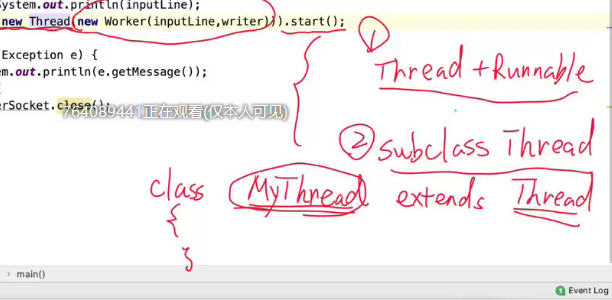 System.out.println(inputLine);
new Thread(new Worker(inputLine,writer))).start();
① Thread + Runnable
Exception e) {
em.out.println(e.getMessage());
erSocket.close();
764089441正在观看(仅本人可见)
② subclass Thread
class MyThread extends Thread
{
}
main()
1 Event Log